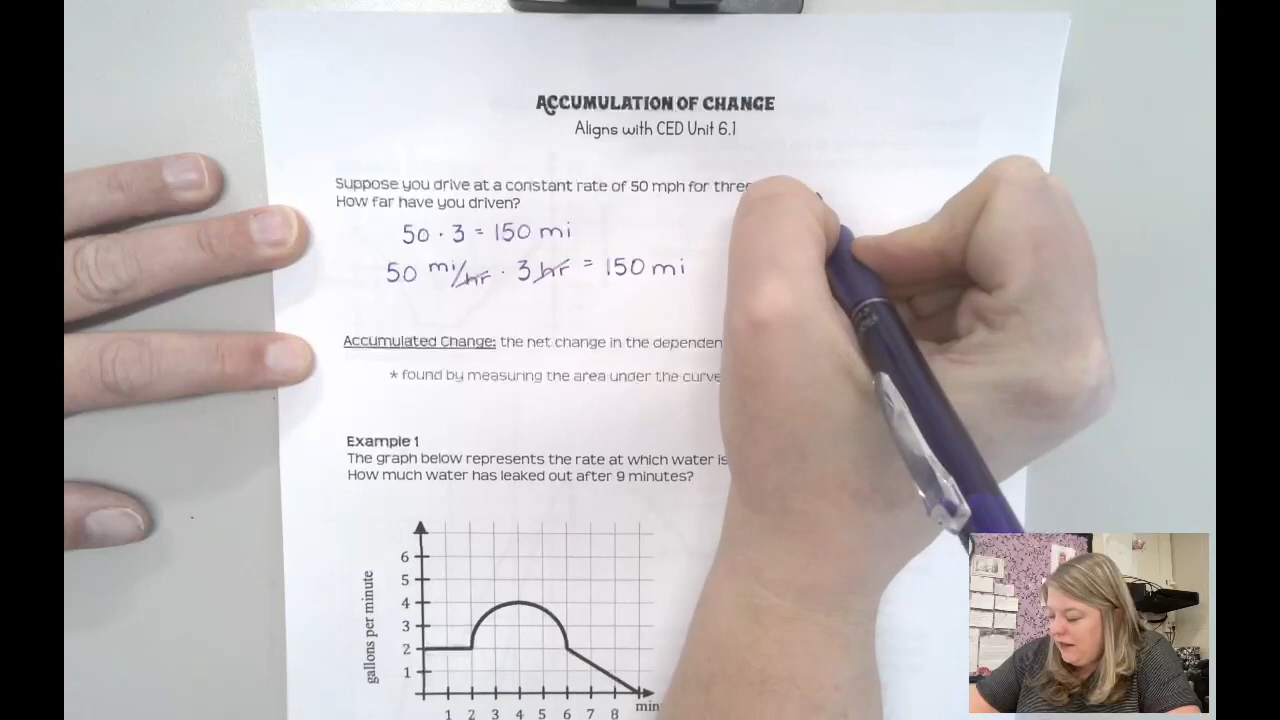 ACCUMULATION OF CHANGE
Aligns with CED Unit 6.1
Suppose you drive at a constant rate of 50 mph for three
How far have you driven?
50 · 3 = 150 mi
50 mi/hr · 3 hr = 150 mi
Accumulated Change: the net change in the dependen
* found by measuring the area under the curve
Example 1
The graph below represents the rate at which water is
How much water has leaked out after 9 minutes?
6
5
4
3
2
1
gallons per minute
1 2 3 4 5 6 7 8
min